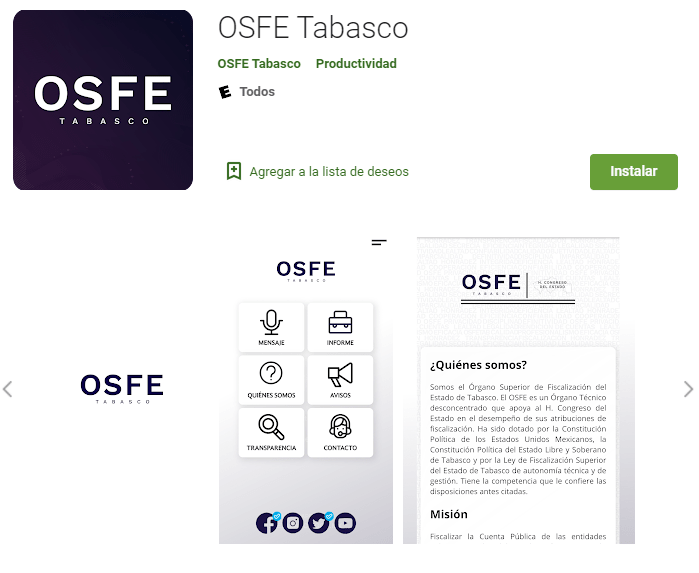 OSFE
TABASCO
OSFE Tabasco
OSFE Tabasco Productividad
E Todos
Agregar a la lista de deseos
Instalar
OSFE
TABASCO
OSFE
TABASCO
MENSAJE
INFORME
QUIÉNES SOMOS
AVISOS
TRANSPARENCIA
CONTACTO
OSFE
TABASCO
H. CONGRESO
DEL ESTADO
¿Quiénes somos?
Somos el Órgano Superior de Fiscalización del
Estado de Tabasco. El OSFE es un Órgano Técnico
desconcentrado que apoya al H. Congreso del
Estado en el desempeño de sus atribuciones de
fiscalización. Ha sido dotado por la Constitución
Política de los Estados Unidos Mexicanos, la
Constitución Política del Estado Libre y Soberano
de Tabasco y por la Ley de Fiscalización Superior
del Estado de Tabasco de autonomía técnica y de
gestión. Tiene la competencia que le confiere las
disposiciones antes citadas.
Misión
Fiscalizar la Cuenta Pública de las entidades